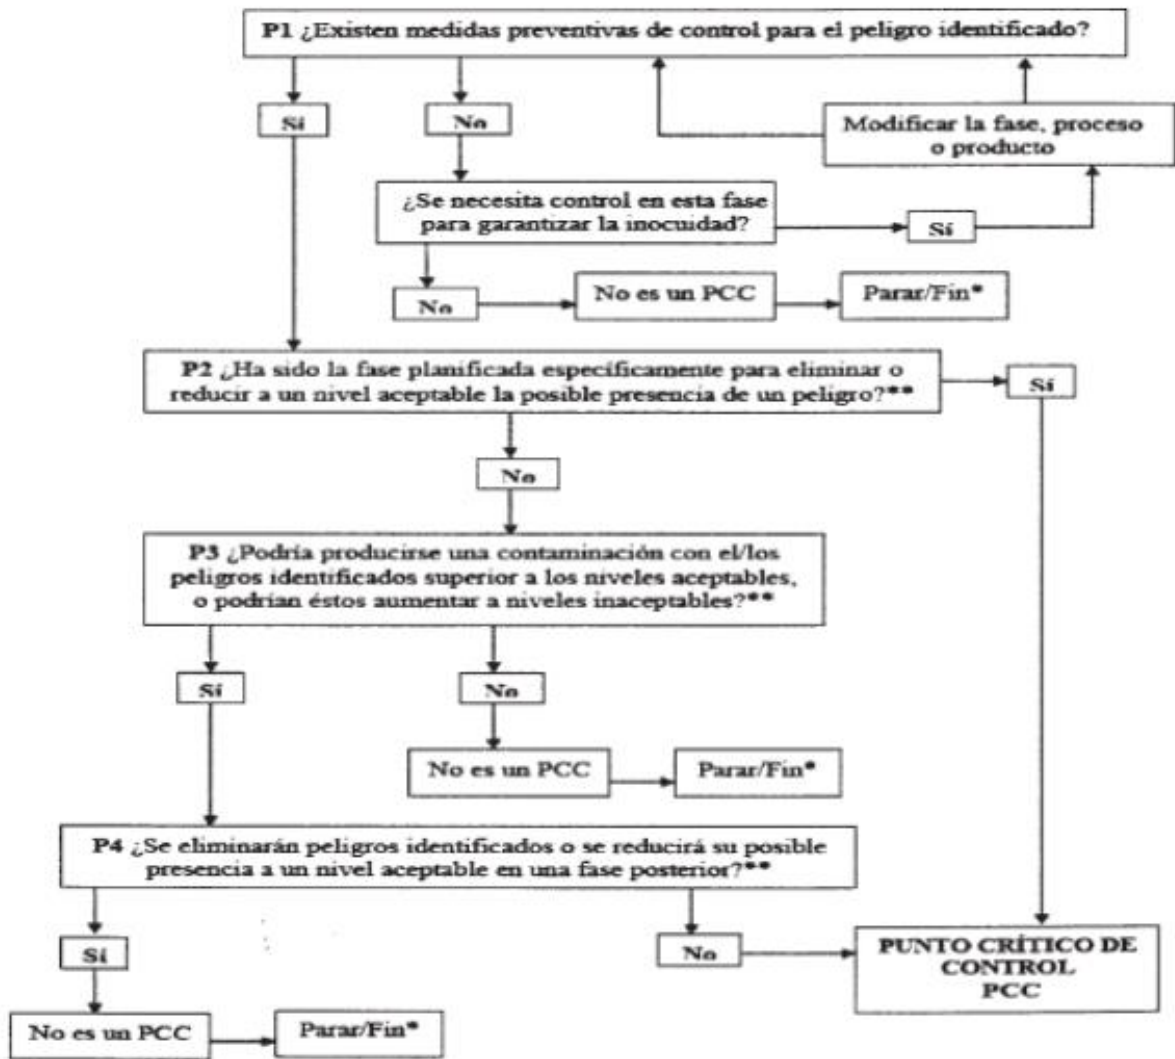 P1 ¿Existen medidas preventivas de control para el peligro identificado?
Sí
No
Modificar la fase, proceso
o producto
¿Se necesita control en esta fase
para garantizar la inocuidad?
Sí
No
No es un PCC
Parar/Fin*
P2 ¿Ha sido la fase planificada específicamente para eliminar o
reducir a un nivel aceptable la posible presencia de un peligro?**
Sí
No
P3 ¿Podría producirse una contaminación con el/los
peligros identificados superior a los niveles aceptables,
o podrían éstos aumentar a niveles inaceptables?**
Sí
No
No es un PCC
Parar/Fin*
P4 ¿Se eliminarán peligros identificados o se reducirá su posible
presencia a un nivel aceptable en una fase posterior?**
Sí
No
PUNTO CRÍTICO DE
CONTROL
PCC
No es un PCC
Parar/Fin*